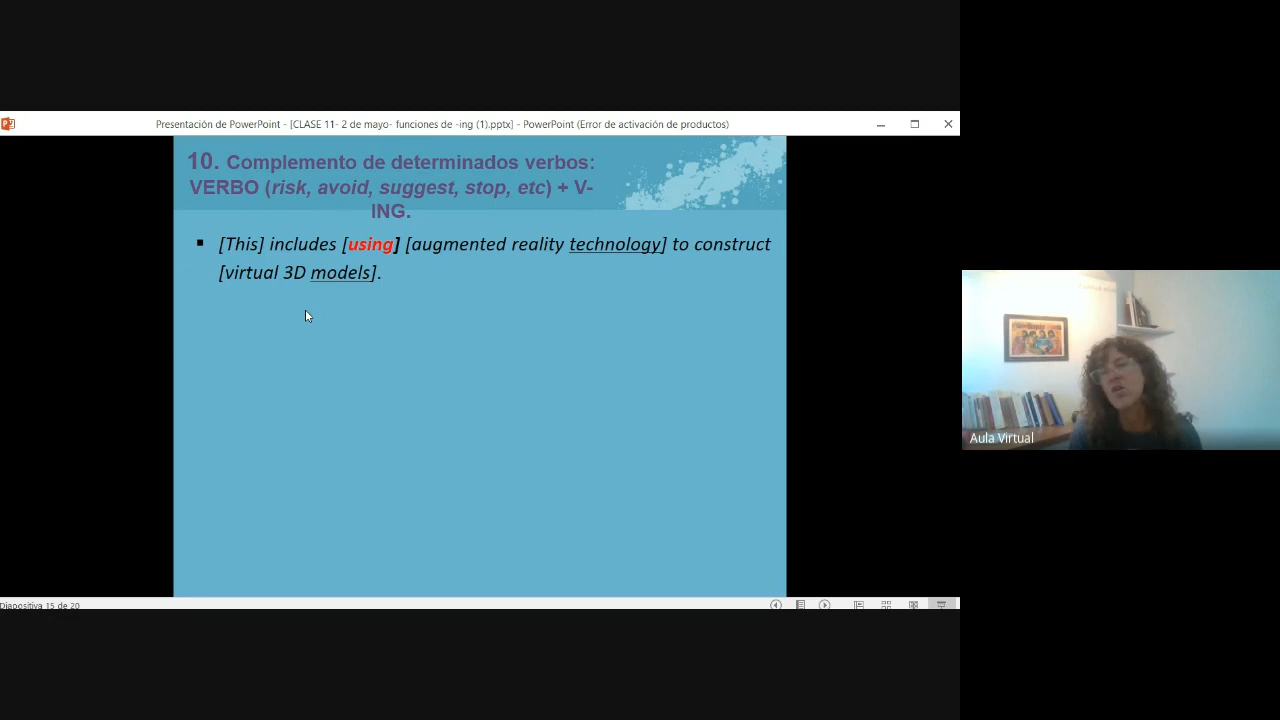 Presentación de PowerPoint - [CLASE 11- 2 de mayo- funciones de -ing (1).pptx] - PowerPoint (Error de activación de productos)
10. Complemento de determinados verbos:
VERBO (risk, avoid, suggest, stop, etc) + V-
ING.
▪ [This] includes [using] [augmented reality technology] to construct
[virtual 3D models].
Aula Virtual
Diapositiva 15 de 20